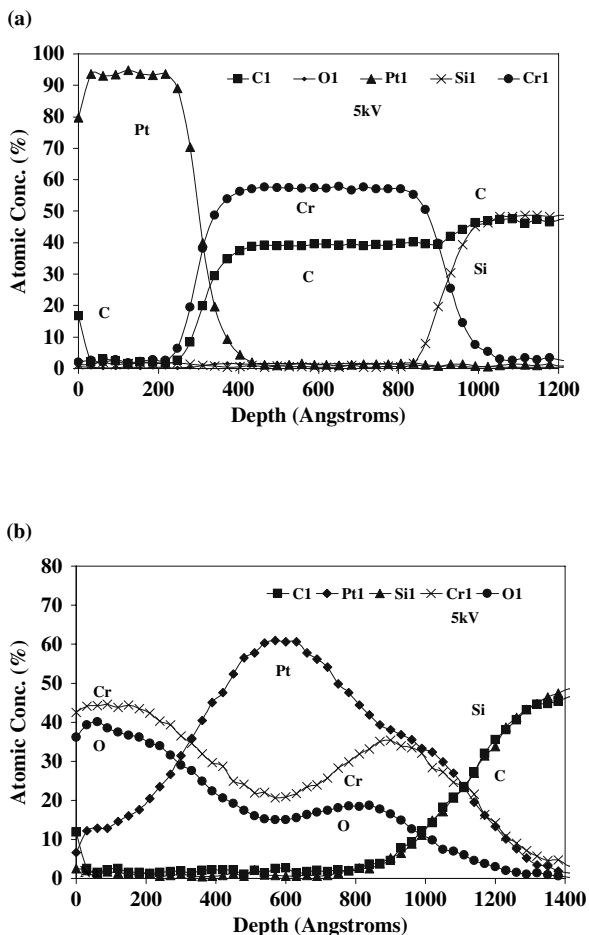 (a)
100
90
80
70
60
50
40
30
20
10
0
Atomic Conc. (%)
C1 O1 Pt1 Si1 Cr1
5kV
Pt
C
Cr
C
C
Si
0 200 400 600 800 1000 1200
Depth (Angstroms)
(b)
80
70
60
50
40
30
20
10
0
Atomic Conc. (%)
C1 Pt1 Si1 Cr1 O1
5kV
Cr
O
Pt
Cr
O
Si
C
0 200 400 600 800 1000 1200 1400
Depth (Angstroms)